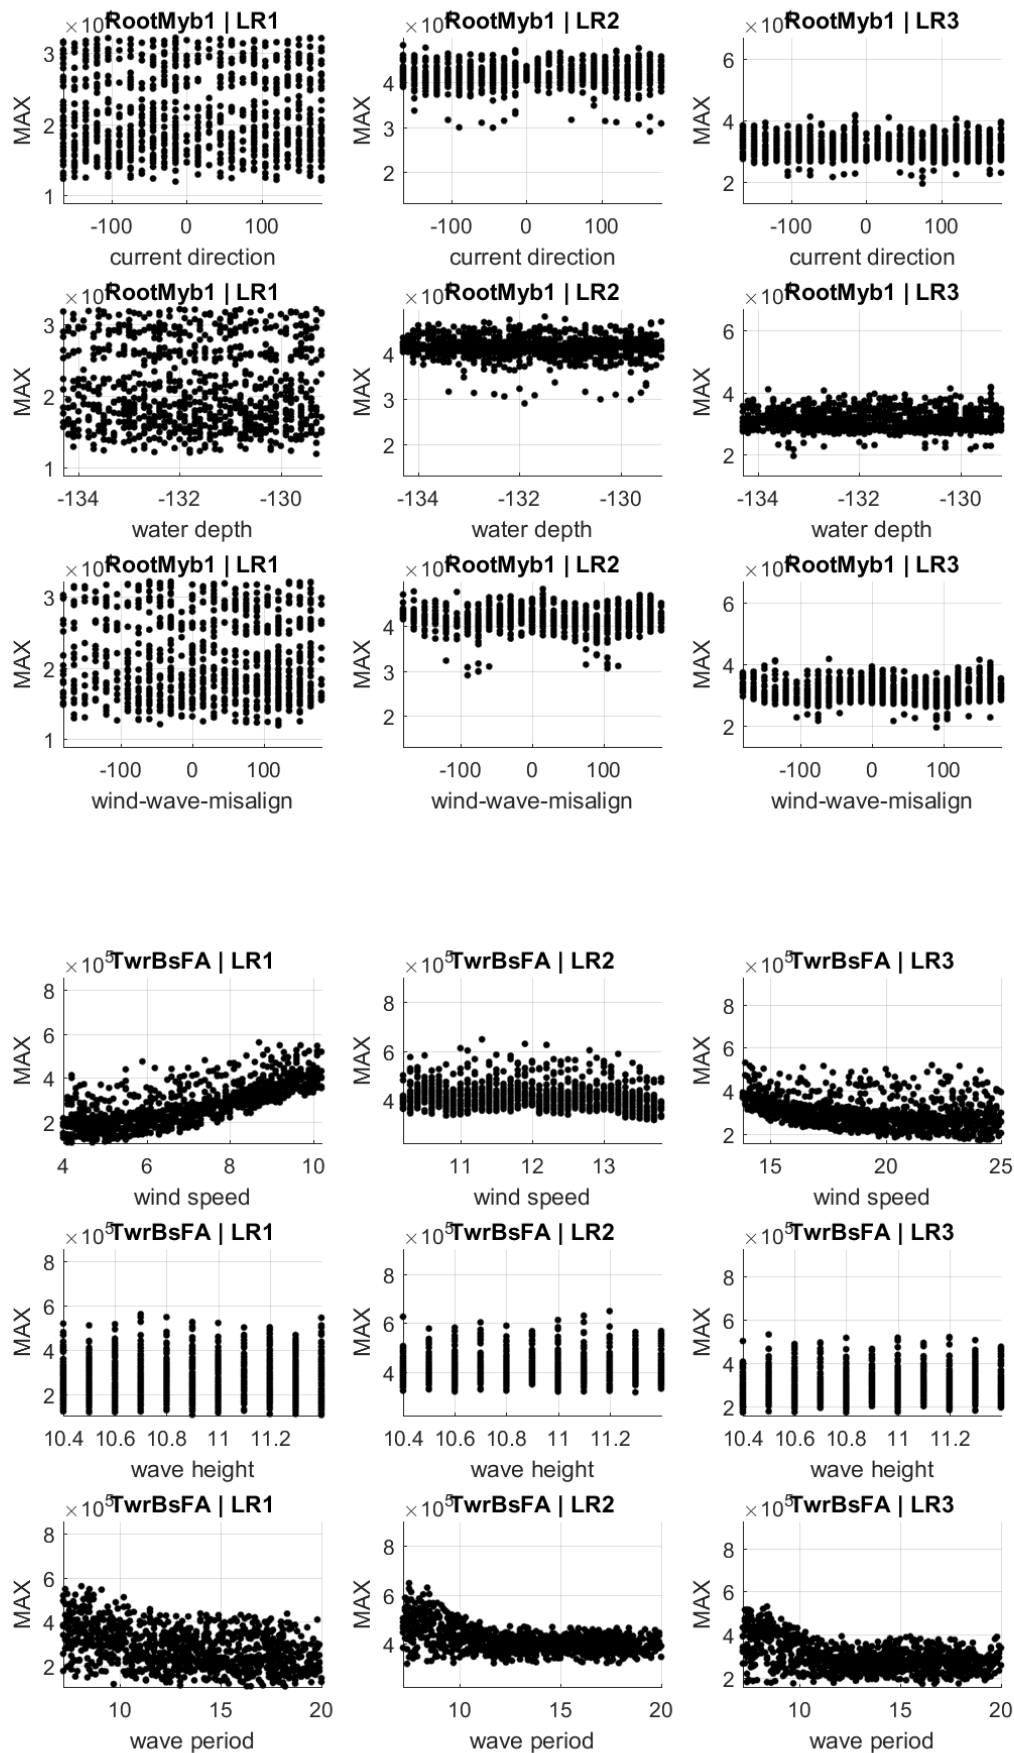 ×10 RootMyb1 | LR1 ×10 RootMyb1 | LR2 ×10 RootMyb1 | LR3
3 4 6
MAX MAX MAX
2 3 4
1 2 2
-100 0 100 -100 0 100 -100 0 100
current direction current direction current direction
×10 RootMyb1 | LR1 ×10 RootMyb1 | LR2 ×10 RootMyb1 | LR3
3 4 6
MAX MAX MAX
2 3 4
1 2 2
-134 -132 -130 -134 -132 -130 -134 -132 -130
water depth water depth water depth
×10 RootMyb1 | LR1 ×10 RootMyb1 | LR2 ×10 RootMyb1 | LR3
3 4 6
MAX MAX MAX
2 3 4
1 2 2
-100 0 100 -100 0 100 -100 0 100
wind-wave-misalign wind-wave-misalign wind-wave-misalign
×10⁵ TwrBsFA | LR1 ×10⁵ TwrBsFA | LR2 ×10⁵ TwrBsFA | LR3
8 8 8
6 6 6
MAX MAX MAX
4 4 4
2 2
4 6 8 10 11 12 13 15 20 25
wind speed wind speed wind speed
×10⁵ TwrBsFA | LR1 ×10⁵ TwrBsFA | LR2 ×10⁵ TwrBsFA | LR3
8 8 8
6 6 6
MAX MAX MAX
4 4 4
2 2
10.4 10.6 10.8 11 11.2 10.4 10.6 10.8 11 11.2 10.4 10.6 10.8 11 11.2
wave height wave height wave height
×10⁵ TwrBsFA | LR1 ×10⁵ TwrBsFA | LR2 ×10⁵ TwrBsFA | LR3
8 8 8
6 6 6
MAX MAX MAX
4 4 4
2 2
10 15 20 10 15 20 10 15 20
wave period wave period wave period